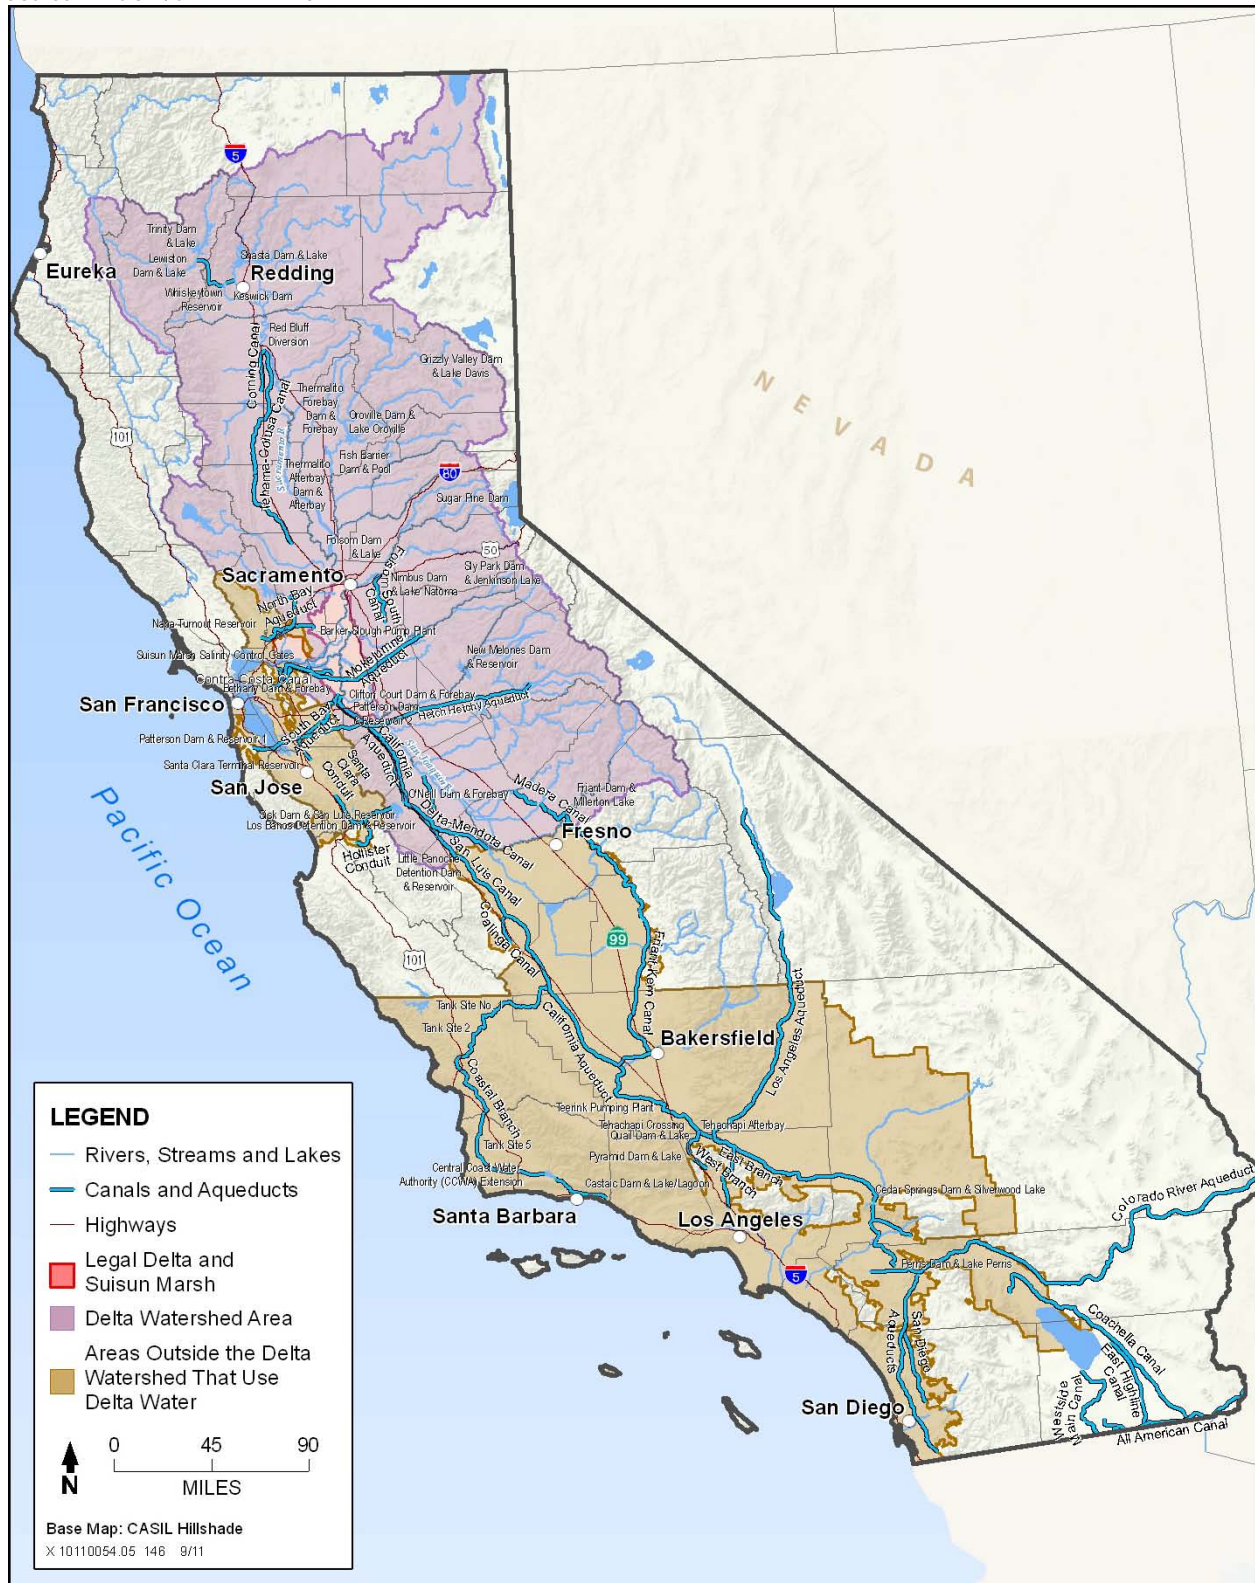 5
Trinity Dam
& Lake
Lewiston
Dam & Lake
Shasta Dam & Lake
Eureka
Redding
Whiskeytown
Reservoir
Keswick Dam
Red Bluff
Diversion
Corning Canal
Tehama-Colusa Canal
Sacramento R
Grizzly Valley Dam
& Lake Davis
Thermalito
Forebay
Dam &
Forebay
Oroville Dam &
Lake Oroville
NEVADA
101
Fish Barrier
Dam & Pool
Thermalito
Afterbay
Dam &
Afterbay
80
Sugar Pine Dam
Folsom Dam
& Lake
50
Sly Park Dam
& Jenkinson Lake
Sacramento
Folsom South
Canal
Nimbus Dam
& Lake Natoma
North Bay
Aqueduct
Napa Turnout Reservoir
Barker Slough Pump Plant
Suisun Marsh Salinity Control Gates
Mokelumne
Aqueduct
New Melones Dam
& Reservoir
Contra Costa Canal
Bethany Dam & Forebay
Clifton Court Dam & Forebay
San Francisco
Patterson Dam
& Reservoir 2
Hetch Hetchy Aqueduct
South Bay
Aqueduct
Patterson Dam & Reservoir 1
California
Aqueduct
Santa Clara Terminal Reservoir
Santa
Clara
Conduit
San Jose
O'Neill Dam & Forebay
Madera Canal
Friant Dam &
Millerton Lake
Sisk Dam & San Luis Reservoir
Los Banos Detention Dam & Reservoir
Delta-Mendota Canal
Fresno
Hollister
Conduit
Little Panoche
Detention Dam
& Reservoir
San Luis Canal
Pacific Ocean
Coalinga Canal
99
Friant-Kern Canal
101
Los Angeles Aqueduct
Tank Site 2
California Aqueduct
Bakersfield
Coastal Branch
Teerink Pumping Plant
Tehachapi Crossing
Tehachapi Afterbay
Quail Dam & Lake
Tank Site 5
Pyramid Dam & Lake
West Branch
East Branch
Central Coast Water
Authority (CCWA) Extension
Castaic Dam & Lake/Lagoon
Cedar Springs Dam & Silverwood Lake
Colorado River Aqueduct
Santa Barbara
Los Angeles
5
Perris Dam & Lake Perris
San Diego
Aqueducts
Coachella Canal
East Highline
Canal
Westside
Main Canal
San Diego
All American Canal
LEGEND
Rivers, Streams and Lakes
Canals and Aqueducts
Highways
Legal Delta and
Suisun Marsh
Delta Watershed Area
Areas Outside the Delta
Watershed That Use
Delta Water
0 45 90
N
MILES
Base Map: CASIL Hillshade
X 10110054.05 146 9/11